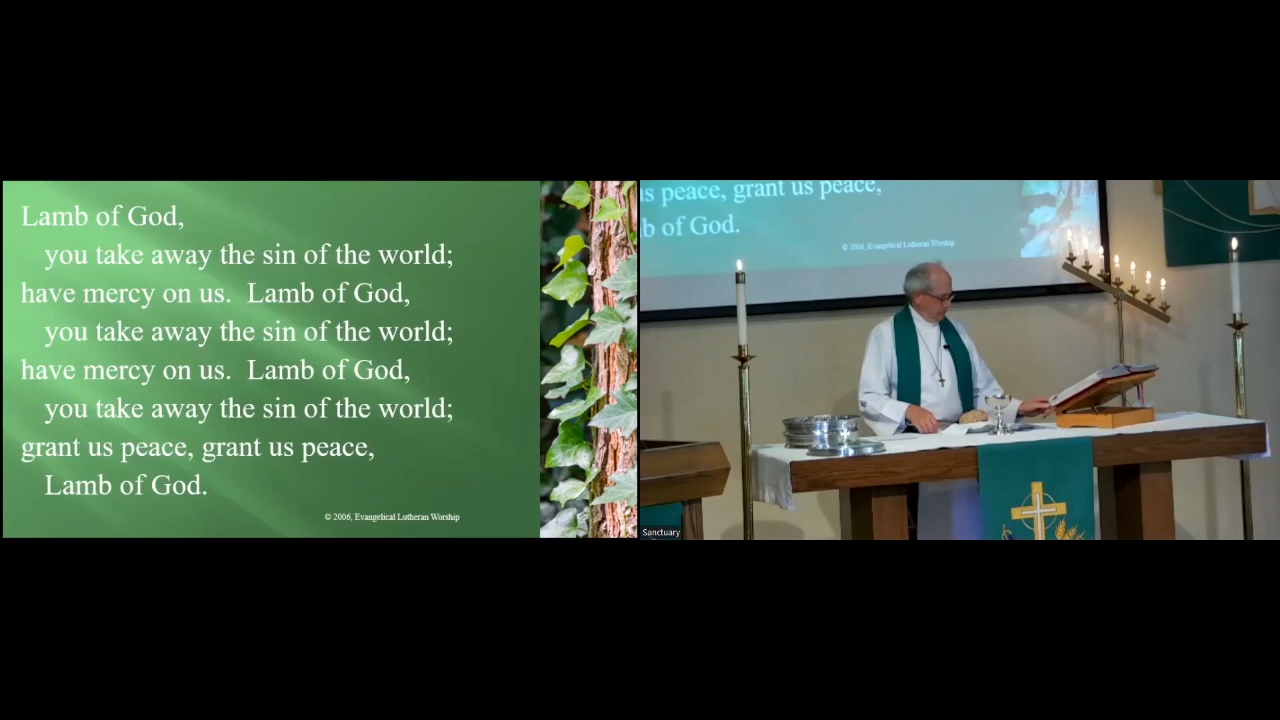 Lamb of God,
you take away the sin of the world;
have mercy on us.  Lamb of God,
you take away the sin of the world;
have mercy on us.  Lamb of God,
you take away the sin of the world;
grant us peace, grant us peace,
Lamb of God.
© 2006, Evangelical Lutheran Worship
us peace, grant us peace,
b of God.
© 2006, Evangelical Lutheran Worship
Sanctuary